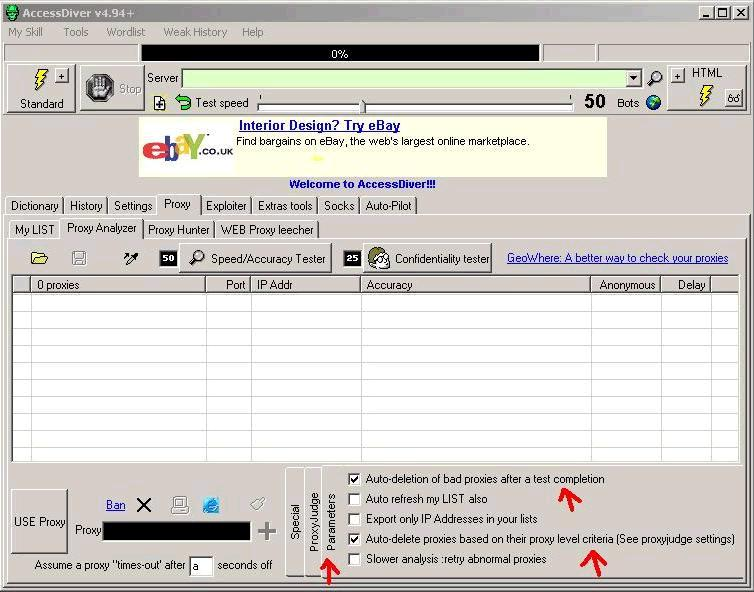 AccessDiver v4.94+
My Skill Tools Wordlist Weak History Help
0%
Standard + Stop Server + HTML
Test speed 50 Bots
Interior Design? Try eBay
Find bargains on eBay, the web's largest online marketplace.
ebay.co.uk
Welcome to AccessDiver!!!
Dictionary History Settings Proxy Exploiter Extras tools Socks Auto-Pilot
My LIST Proxy Analyzer Proxy Hunter WEB Proxy leecher
50 Speed/Accuracy Tester 25 Confidentiality tester GeoWhere: A better way to check your proxies
0 proxies Port IP Addr Accuracy Anonymous Delay
USE Proxy
Ban
Proxy
Assume a proxy "times-out" after a seconds off
Special
ProxyJudge
Parameters
Auto-deletion of bad proxies after a test completion
Auto refresh my LIST also
Export only IP Addresses in your lists
Auto-delete proxies based on their proxy level criteria (See proxyjudge settings)
Slower analysis :retry abnormal proxies